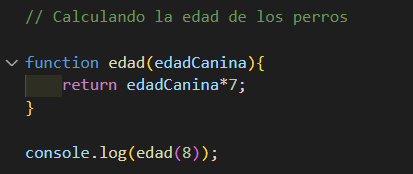 // Calculando la edad de los perros
function edad(edadCanina){
    return edadCanina*7;
}
console.log(edad(8));